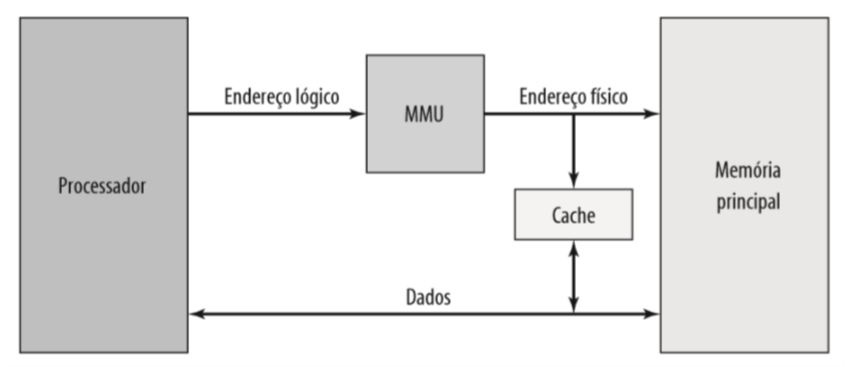 Endereço lógico
MMU
Endereço físico
Processador
Memória
principal
Cache
Dados